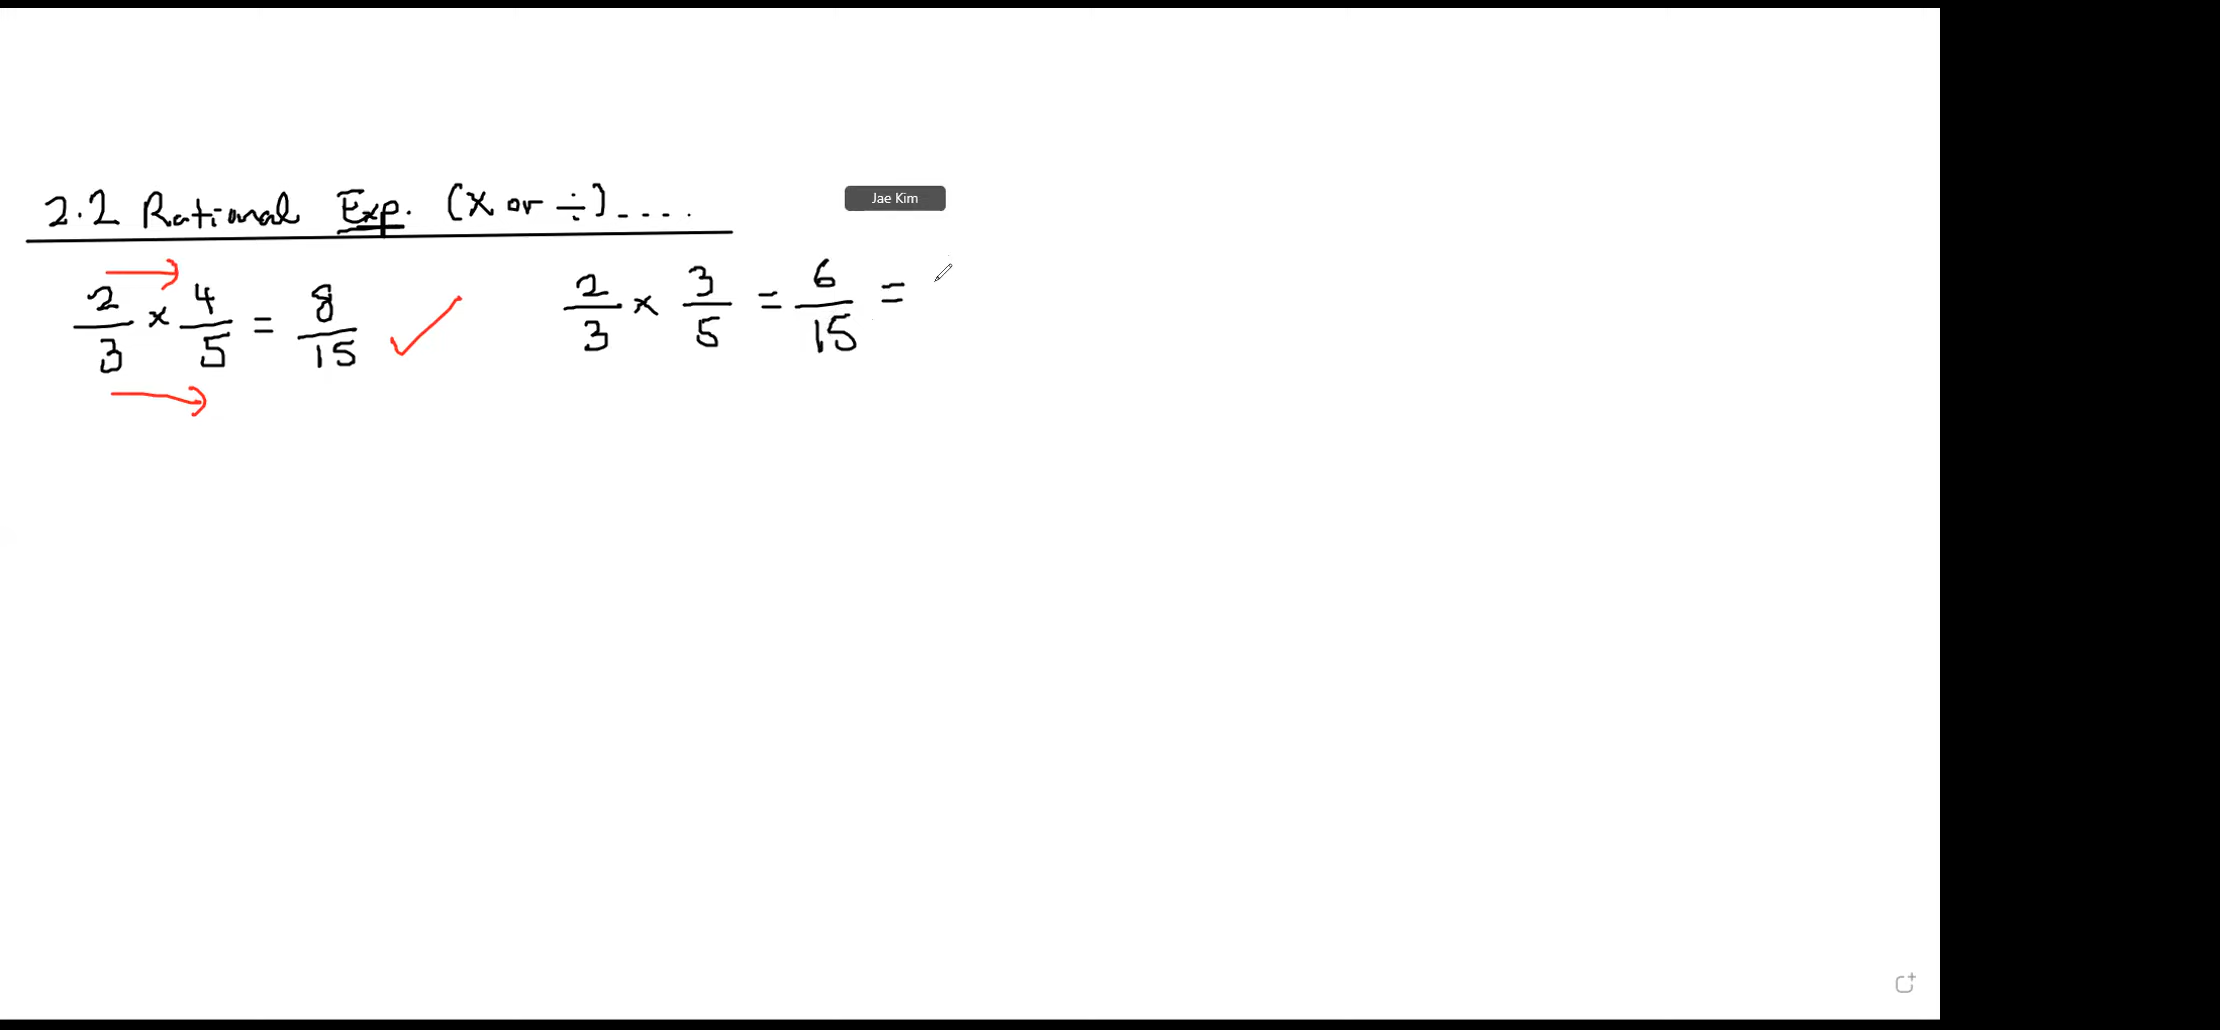 2.2 Rational Exp. (x or ÷)....
Jae Kim
2/3 × 4/5 = 8/15 ✓
2/3 × 3/5 = 6/15 =